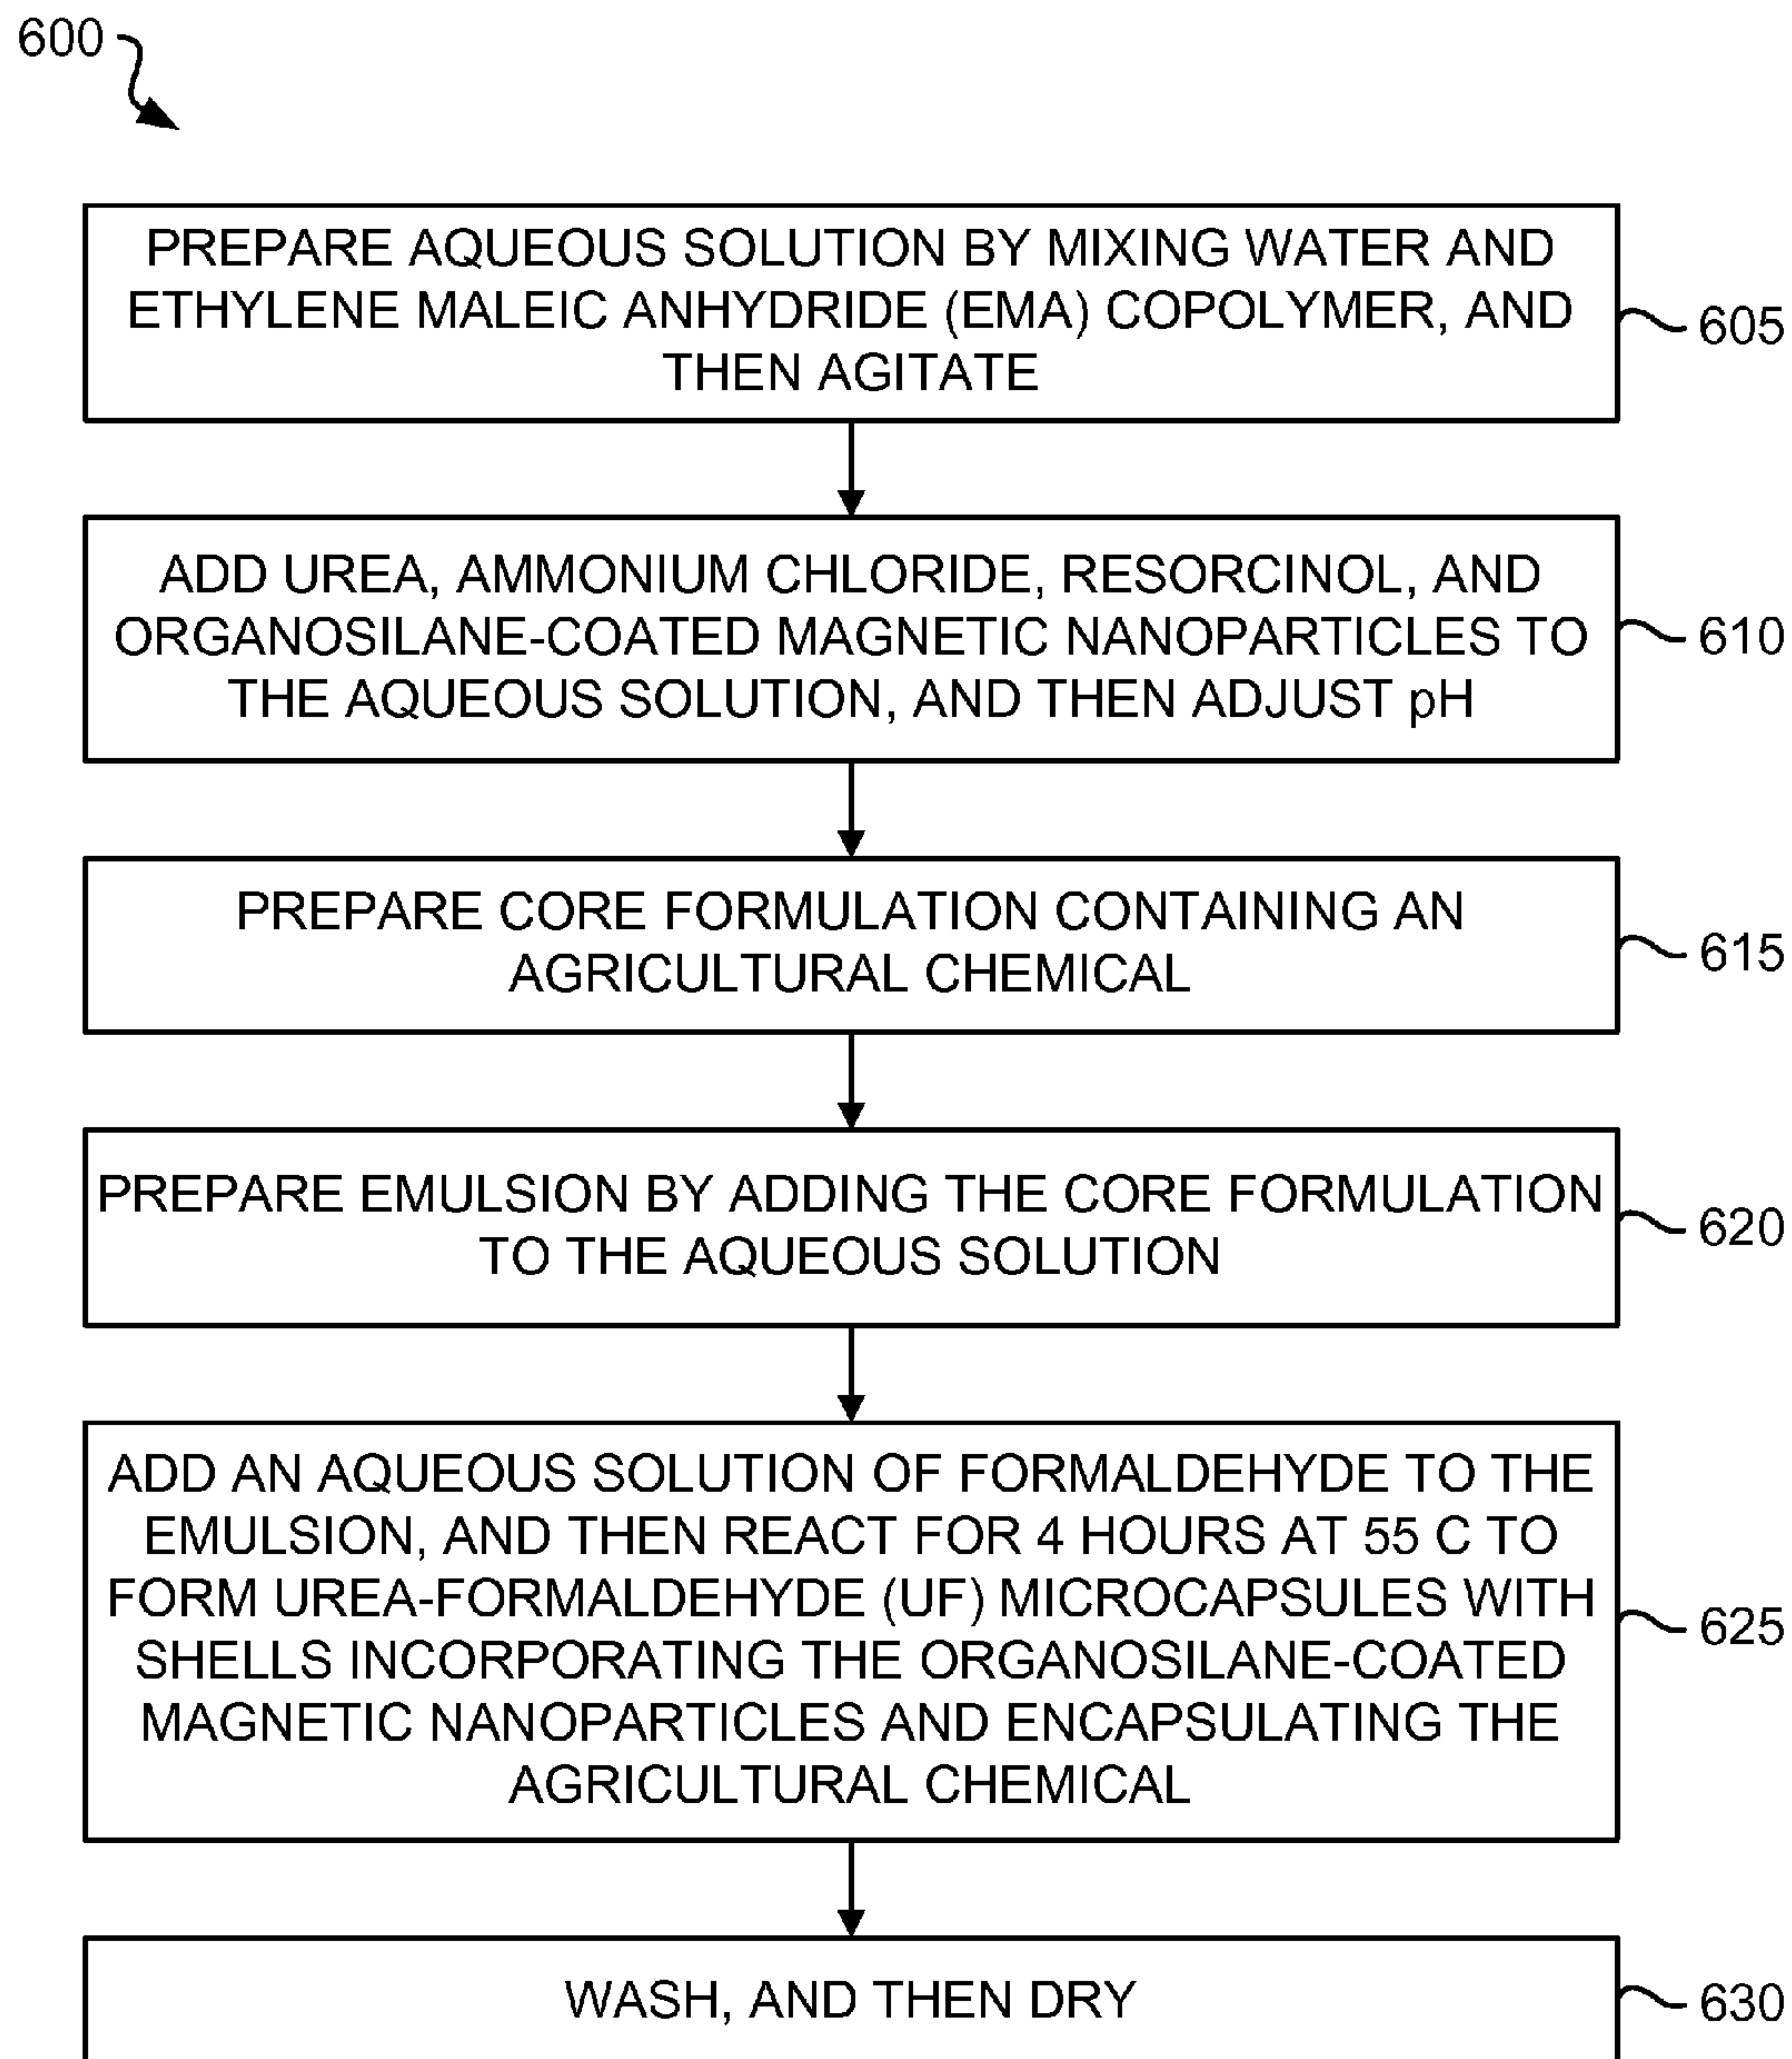 600
PREPARE AQUEOUS SOLUTION BY MIXING WATER AND
ETHYLENE MALEIC ANHYDRIDE (EMA) COPOLYMER, AND
THEN AGITATE
605
ADD UREA, AMMONIUM CHLORIDE, RESORCINOL, AND
ORGANOSILANE-COATED MAGNETIC NANOPARTICLES TO
THE AQUEOUS SOLUTION, AND THEN ADJUST pH
610
PREPARE CORE FORMULATION CONTAINING AN
AGRICULTURAL CHEMICAL
615
PREPARE EMULSION BY ADDING THE CORE FORMULATION
TO THE AQUEOUS SOLUTION
620
ADD AN AQUEOUS SOLUTION OF FORMALDEHYDE TO THE
EMULSION, AND THEN REACT FOR 4 HOURS AT 55 C TO
FORM UREA-FORMALDEHYDE (UF) MICROCAPSULES WITH
SHELLS INCORPORATING THE ORGANOSILANE-COATED
MAGNETIC NANOPARTICLES AND ENCAPSULATING THE
AGRICULTURAL CHEMICAL
625
WASH, AND THEN DRY
630